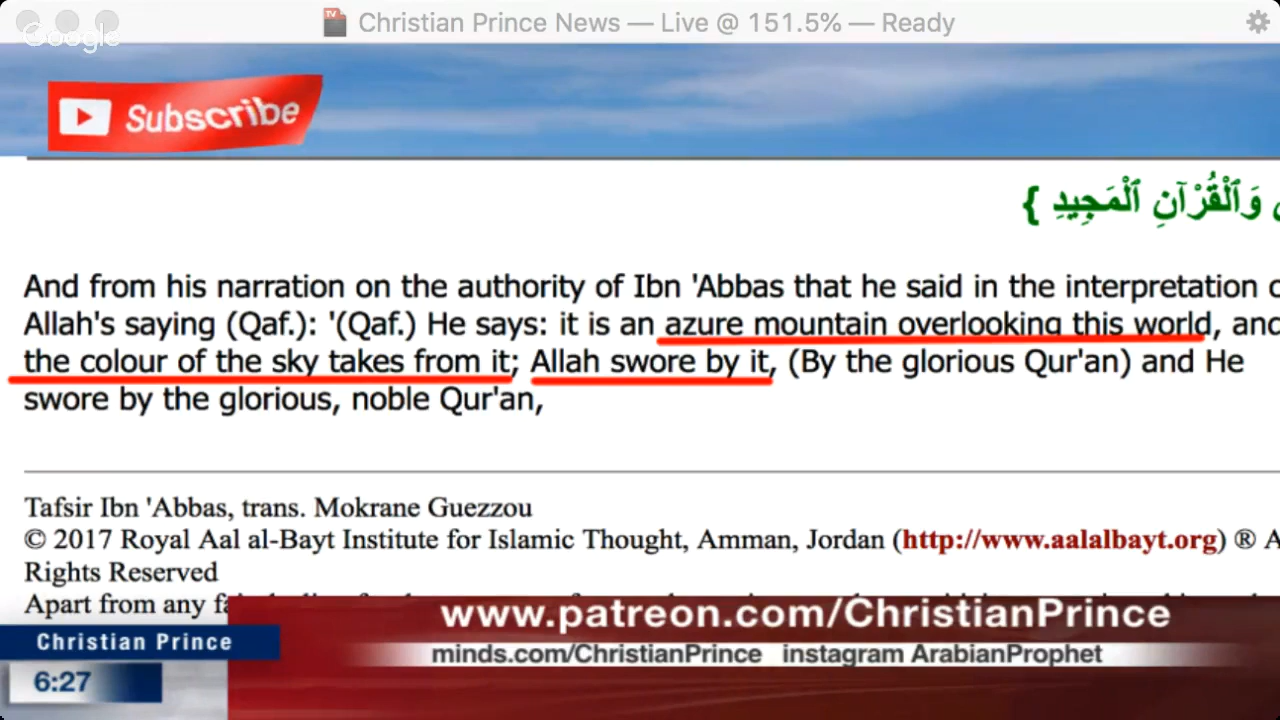 Christian Prince News — Live @ 151.5% — Ready
Google
TV
Subscribe
وَٱلْقُرْآنِ ٱلْمَجِيدِ }
And from his narration on the authority of Ibn 'Abbas that he said in the interpretation
Allah's saying (Qaf.): '(Qaf.) He says: it is an azure mountain overlooking this world, and
the colour of the sky takes from it; Allah swore by it, (By the glorious Qur'an) and He
swore by the glorious, noble Qur'an,
Tafsir Ibn 'Abbas, trans. Mokrane Guezzou
© 2017 Royal Aal al-Bayt Institute for Islamic Thought, Amman, Jordan (http://www.aalalbayt.org) ®
Rights Reserved
Apart from any
www.patreon.com/ChristianPrince
Christian Prince
minds.com/ChristianPrince instagram ArabianProphet
6:27